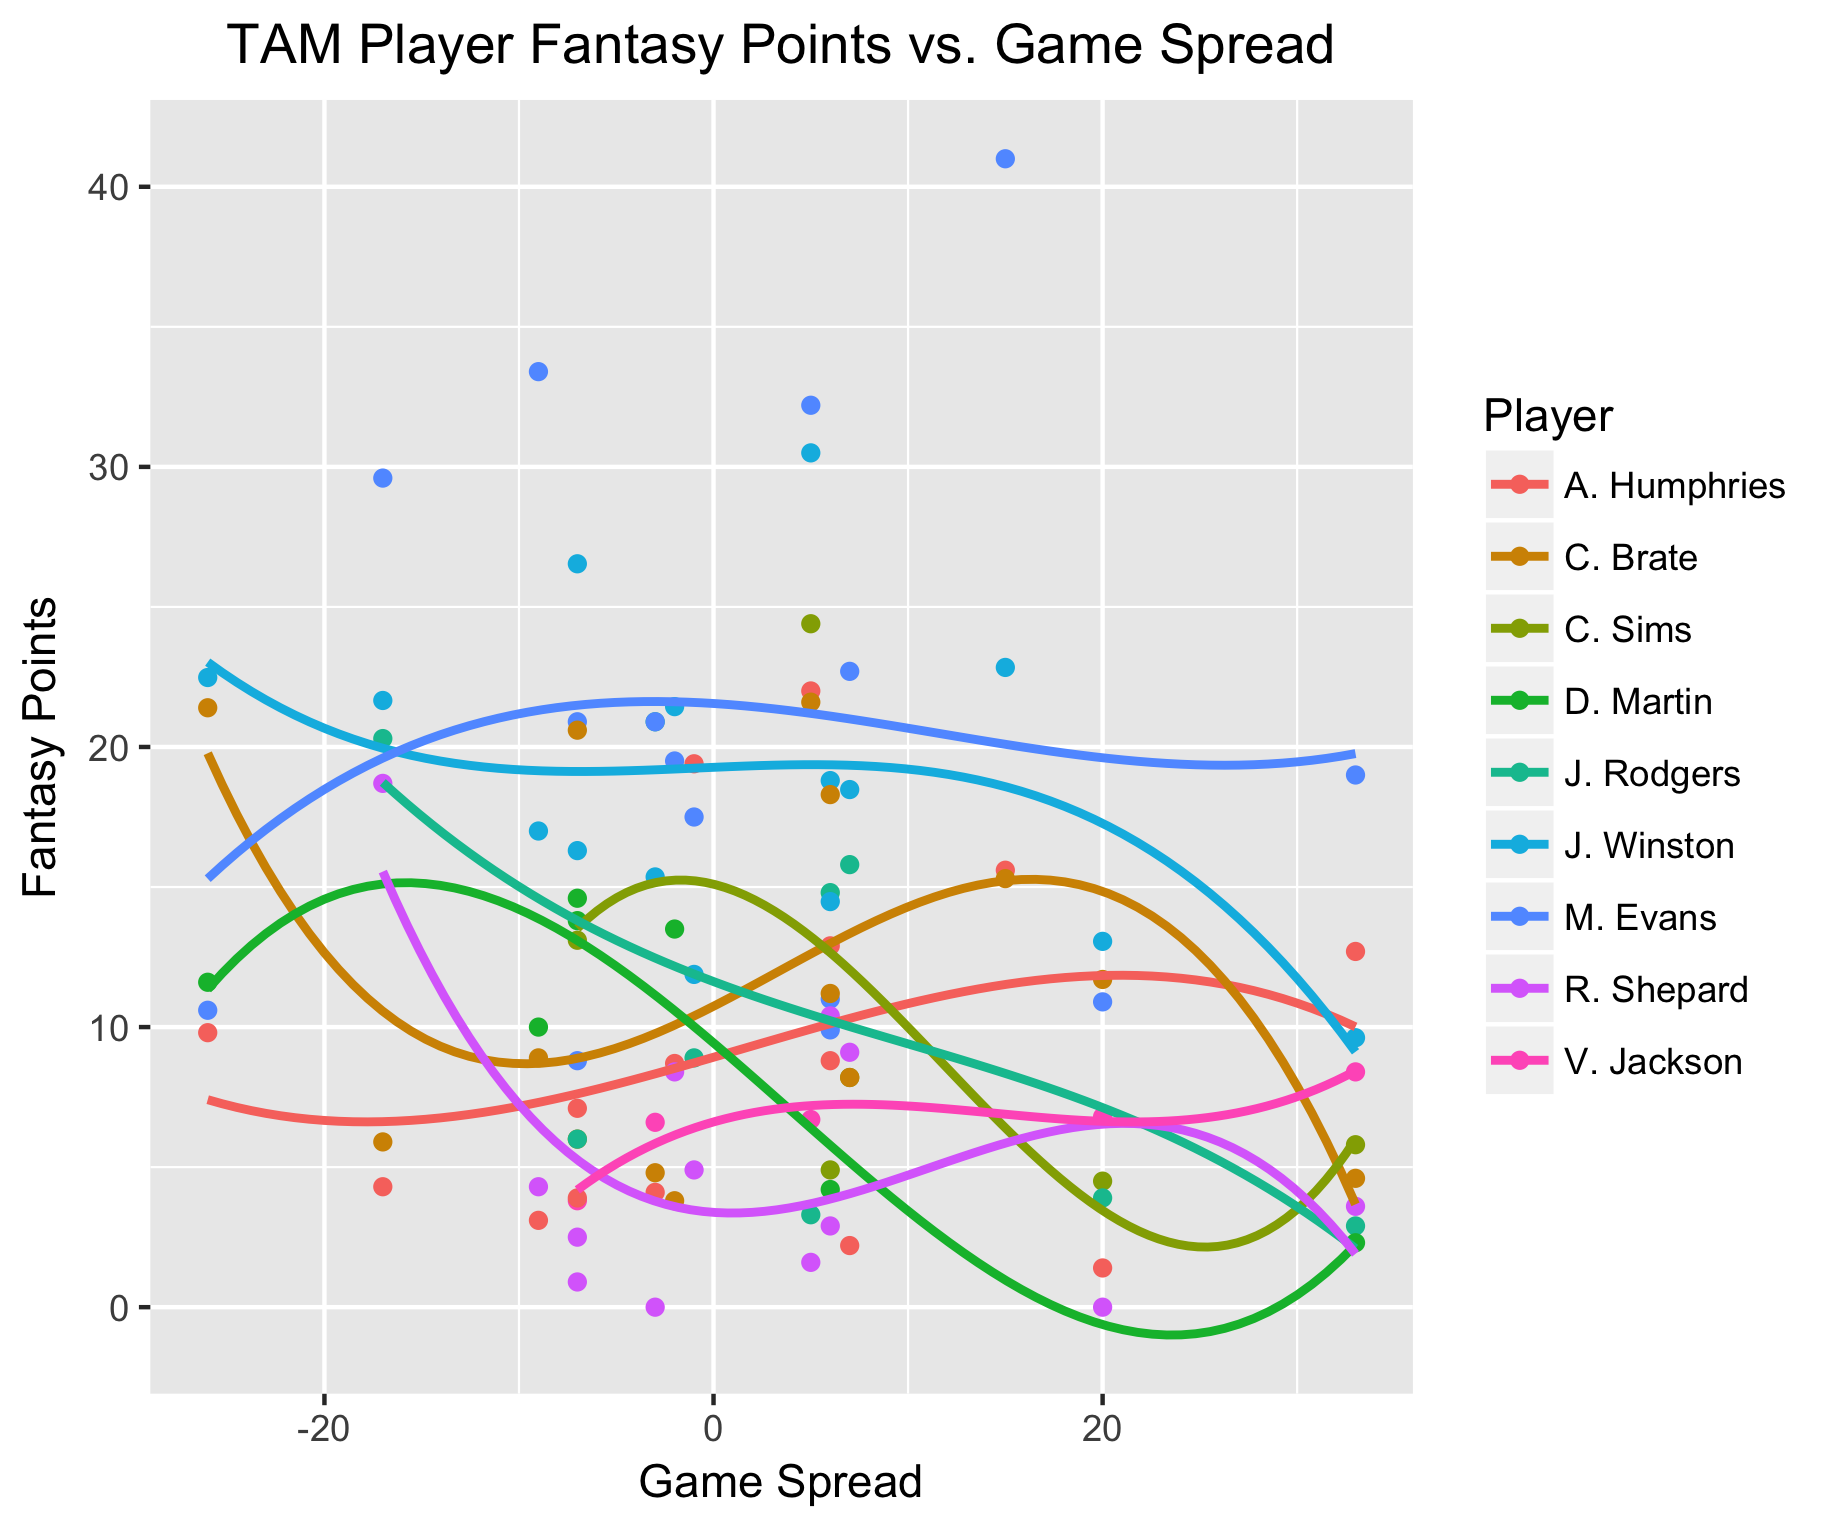 TAM Player Fantasy Points vs. Game Spread
Fantasy Points
40
30
20
10
0
-20
0
20
Game Spread
Player
A. Humphries
C. Brate
C. Sims
D. Martin
J. Rodgers
J. Winston
M. Evans
R. Shepard
V. Jackson